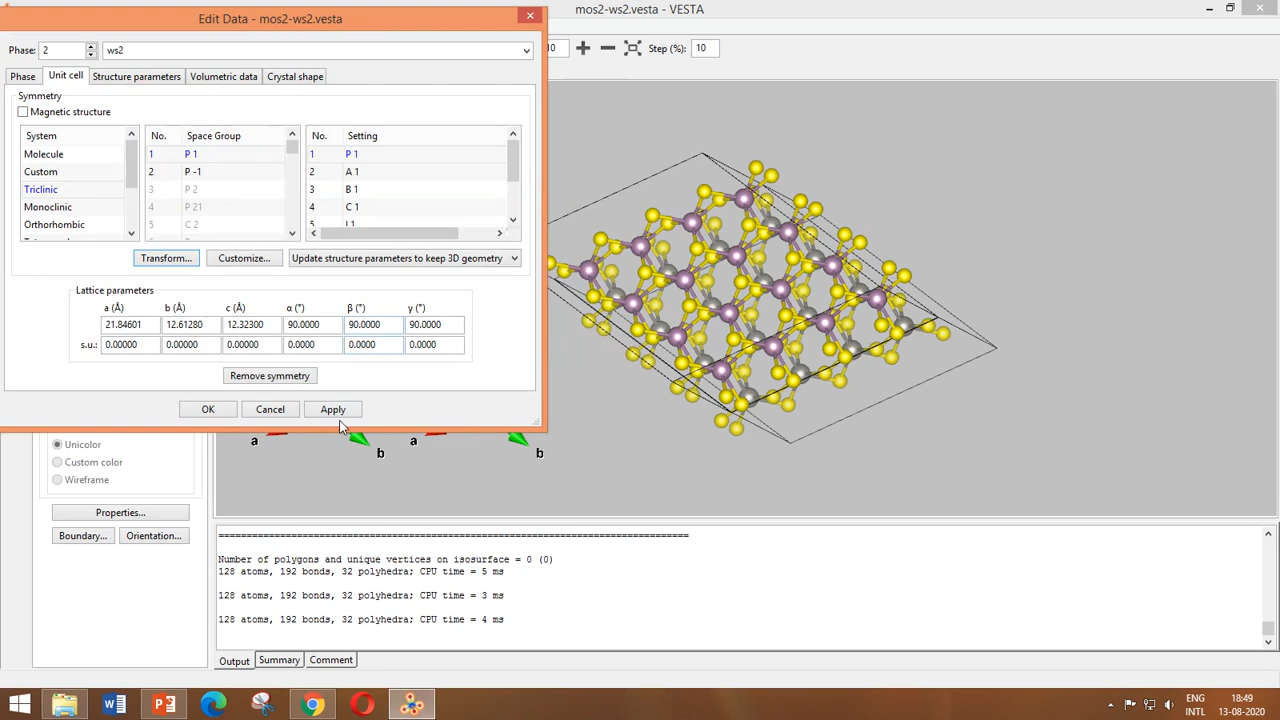 Edit Data - mos2-ws2.vesta
mos2-ws2.vesta - VESTA
Phase: 2 ws2
10 Step (%): 10
Phase Unit cell Structure parameters Volumetric data Crystal shape
Symmetry
Magnetic structure
System No. Space Group No. Setting
Molecule 1 P 1 1 P 1
Custom 2 P -1 2 A 1
Triclinic 3 P 2 3 B 1
Monoclinic 4 P 21 4 C 1
Orthorhombic 5 C 2 5 I 1
Transform... Customize... Update structure parameters to keep 3D geometry
Lattice parameters
a (Å) b (Å) c (Å) α (°) β (°) γ (°)
21.84601 12.61280 12.32300 90.0000 90.0000 90.0000
s.u.: 0.00000 0.00000 0.00000 0.0000 0.0000 0.0000
Remove symmetry
OK Cancel Apply
a b a b
Unicolor
Custom color
Wireframe
Properties...
Boundary... Orientation...
================================================================================
Number of polygons and unique vertices on isosurface = 0 (0)
128 atoms, 192 bonds, 32 polyhedra; CPU time = 5 ms
128 atoms, 192 bonds, 32 polyhedra; CPU time = 3 ms
128 atoms, 192 bonds, 32 polyhedra; CPU time = 4 ms
Output Summary Comment
ENG 18:49
INTL 13-08-2020